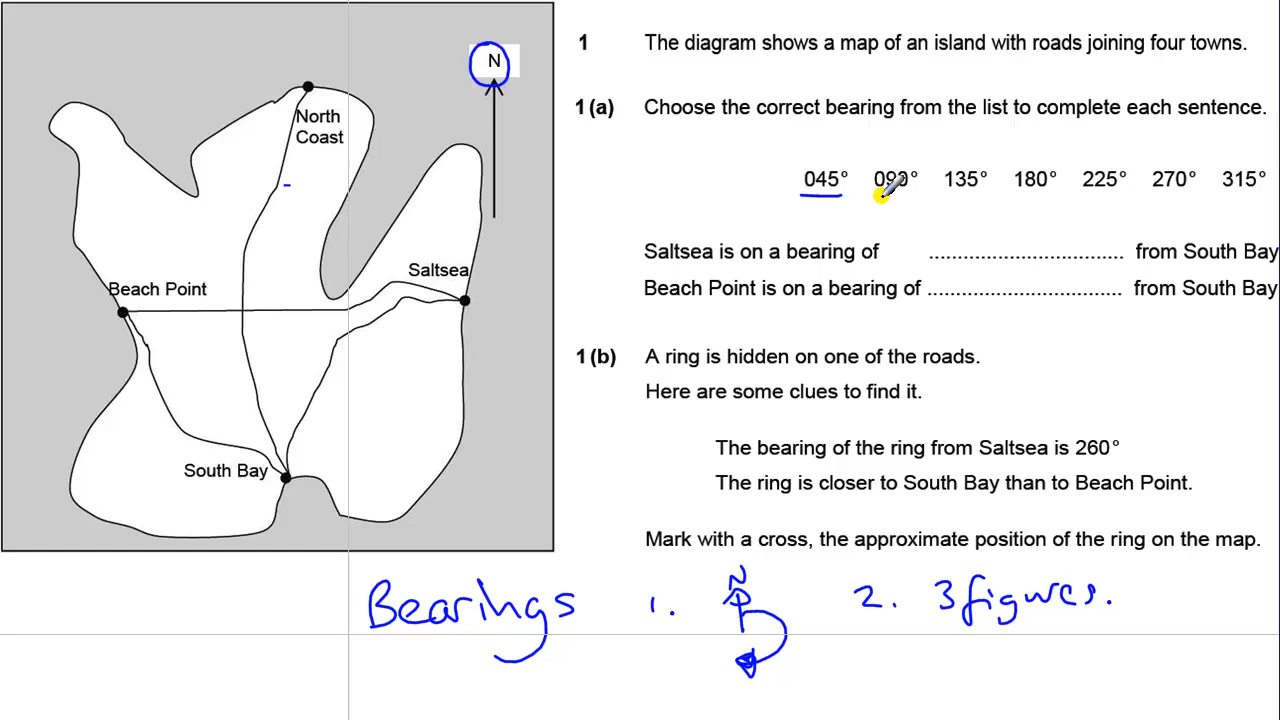 N
North
Coast
Saltsea
Beach Point
South Bay
1 The diagram shows a map of an island with roads joining four towns.
1 (a) Choose the correct bearing from the list to complete each sentence.
045° 090° 135° 180° 225° 270° 315°
Saltsea is on a bearing of .................................. from South Bay
Beach Point is on a bearing of .................................. from South Bay
1 (b) A ring is hidden on one of the roads.
Here are some clues to find it.
The bearing of the ring from Saltsea is 260°
The ring is closer to South Bay than to Beach Point.
Mark with a cross, the approximate position of the ring on the map.
Bearings 1. N 2. 3 figures.